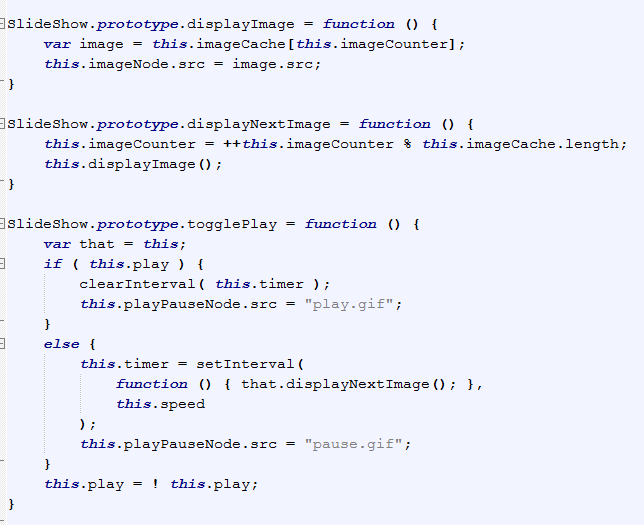 SlideShow.prototype.displayImage = function () {
    var image = this.imageCache[this.imageCounter];
    this.imageNode.src = image.src;
}

SlideShow.prototype.displayNextImage = function () {
    this.imageCounter = ++this.imageCounter % this.imageCache.length;
    this.displayImage();
}

SlideShow.prototype.togglePlay = function () {
    var that = this;
    if ( this.play ) {
        clearInterval( this.timer );
        this.playPauseNode.src = "play.gif";
    }
    else {
        this.timer = setInterval(
            function () { that.displayNextImage(); },
            this.speed
        );
        this.playPauseNode.src = "pause.gif";
    }
    this.play = ! this.play;
}